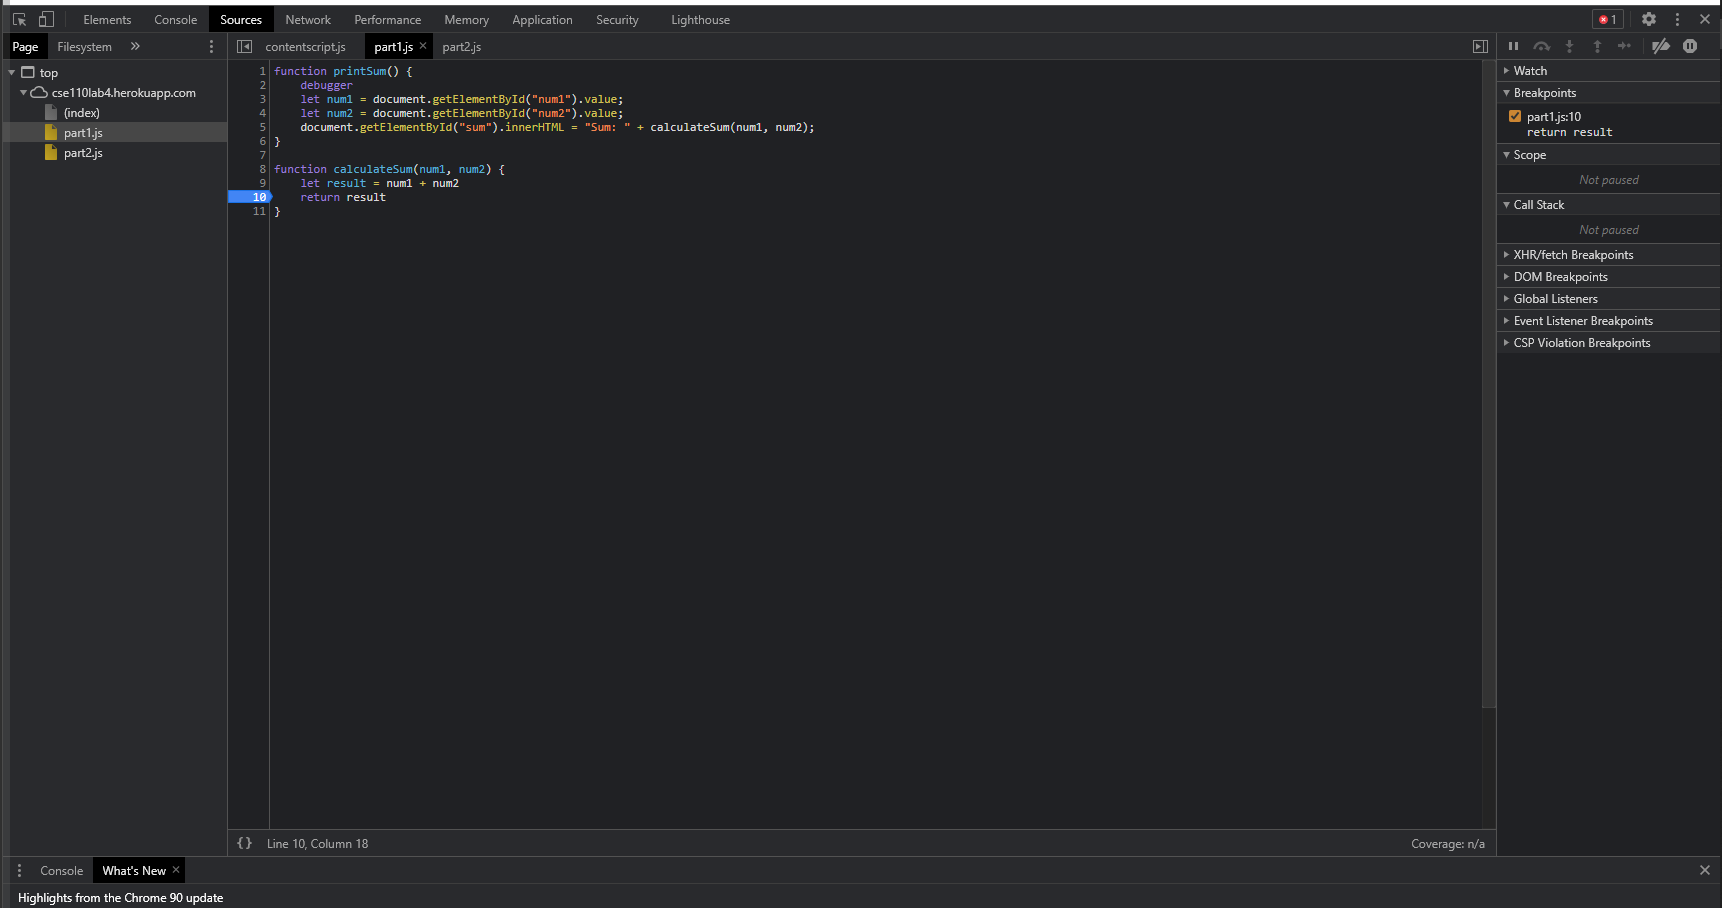 Elements Console Sources Network Performance Memory Application Security Lighthouse 1
Page Filesystem contentscript.js part1.js part2.js
top
cse110lab4.herokuapp.com
(index)
part1.js
part2.js
1 function printSum() {
2 debugger
3 let num1 = document.getElementById("num1").value;
4 let num2 = document.getElementById("num2").value;
5 document.getElementById("sum").innerHTML = "Sum: " + calculateSum(num1, num2);
6 }
7
8 function calculateSum(num1, num2) {
9 let result = num1 + num2
10 return result
11 }
Watch
Breakpoints
part1.js:10
return result
Scope
Not paused
Call Stack
Not paused
XHR/fetch Breakpoints
DOM Breakpoints
Global Listeners
Event Listener Breakpoints
CSP Violation Breakpoints
{} Line 10, Column 18 Coverage: n/a
Console What's New
Highlights from the Chrome 90 update